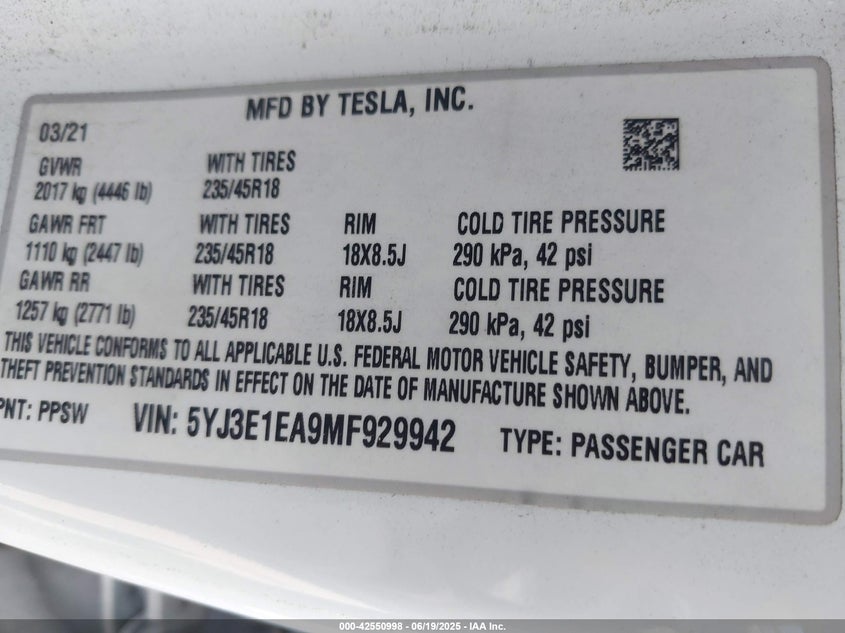 MFD BY TESLA, INC.
03/21
GVWR WITH TIRES
2017 kg (4446 lb) 235/45R18
GAWR FRT WITH TIRES RIM COLD TIRE PRESSURE
1110 kg (2447 lb) 235/45R18 18X8.5J 290 kPa, 42 psi
GAWR RR WITH TIRES RIM COLD TIRE PRESSURE
1257 kg (2771 lb) 235/45R18 18X8.5J 290 kPa, 42 psi
THIS VEHICLE CONFORMS TO ALL APPLICABLE U.S. FEDERAL MOTOR VEHICLE SAFETY, BUMPER, AND
THEFT PREVENTION STANDARDS IN EFFECT ON THE DATE OF MANUFACTURE SHOWN ABOVE.
PNT: PPSW VIN: 5YJ3E1EA9MF929942 TYPE: PASSENGER CAR
000-42550998 - 06/19/2025 - IAA Inc.